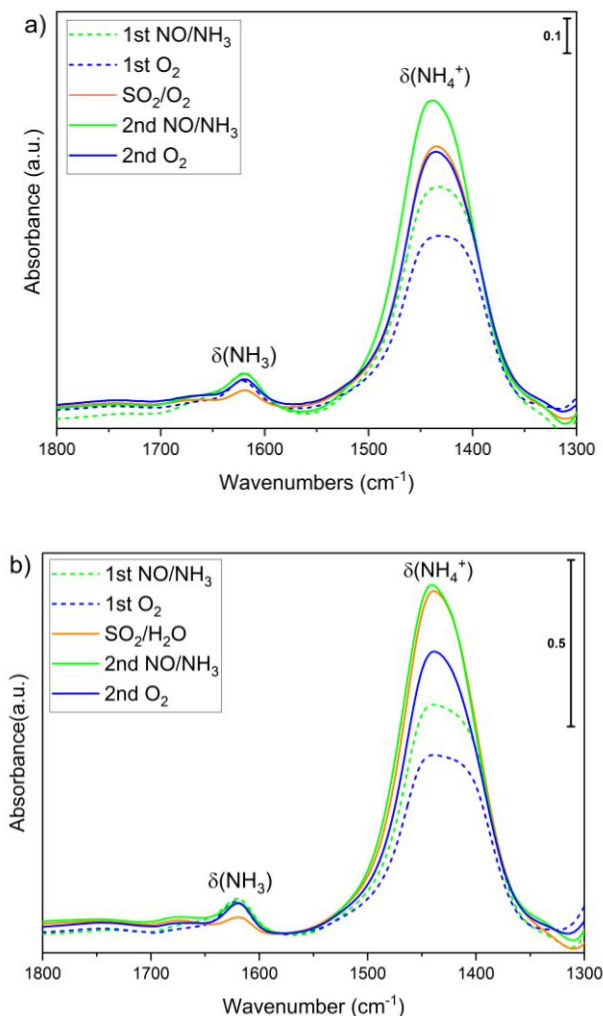 a)
1st NO/NH₃
1st O₂
SO₂/O₂
2nd NO/NH₃
2nd O₂
δ(NH₄⁺)
0.1
δ(NH₃)
Absorbance (a.u.)
1800 1700 1600 1500 1400 1300
Wavenumbers (cm⁻¹)
b)
1st NO/NH₃
1st O₂
SO₂/H₂O
2nd NO/NH₃
2nd O₂
δ(NH₄⁺)
0.5
δ(NH₃)
Absorbance(a.u.)
1800 1700 1600 1500 1400 1300
Wavenumber (cm⁻¹)